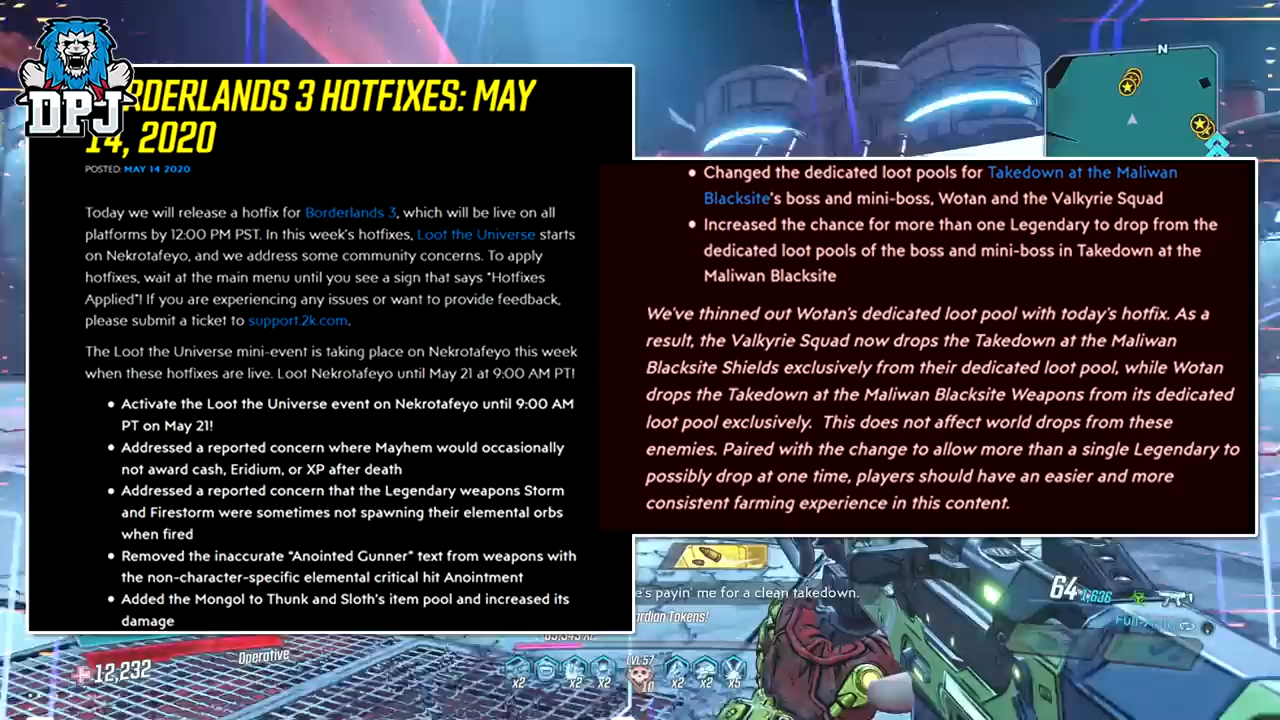 DPJ
RDERLANDS 3 HOTFIXES: MAY
14, 2020
POSTED: MAY 14 2020
Today we will release a hotfix for Borderlands 3, which will be live on all
platforms by 12:00 PM PST. In this week's hotfixes, Loot the Universe starts
on Nekrotafeyo, and we address some community concerns. To apply
hotfixes, wait at the main menu until you see a sign that says "Hotfixes
Applied"! If you are experiencing any issues or want to provide feedback,
please submit a ticket to support.2k.com.
The Loot the Universe mini-event is taking place on Nekrotafeyo this week
when these hotfixes are live. Loot Nekrotafeyo until May 21 at 9:00 AM PT!
• Activate the Loot the Universe event on Nekrotafeyo until 9:00 AM
PT on May 21!
• Addressed a reported concern where Mayhem would occasionally
not award cash, Eridium, or XP after death
• Addressed a reported concern that the Legendary weapons Storm
and Firestorm were sometimes not spawning their elemental orbs
when fired
• Removed the inaccurate "Anointed Gunner" text from weapons with
the non-character-specific elemental critical hit Anointment
• Added the Mongol to Thunk and Sloth's item pool and increased its
damage
N
• Changed the dedicated loot pools for Takedown at the Maliwan
Blacksite's boss and mini-boss, Wotan and the Valkyrie Squad
• Increased the chance for more than one Legendary to drop from the
dedicated loot pools of the boss and mini-boss in Takedown at the
Maliwan Blacksite
We've thinned out Wotan's dedicated loot pool with today's hotfix. As a
result, the Valkyrie Squad now drops the Takedown at the Maliwan
Blacksite Shields exclusively from their dedicated loot pool, while Wotan
drops the Takedown at the Maliwan Blacksite Weapons from its dedicated
loot pool exclusively. This does not affect world drops from these
enemies. Paired with the change to allow more than a single Legendary to
possibly drop at one time, players should have an easier and more
consistent farming experience in this content.
e's payin' me for a clean takedown.
ardian Tokens!
64 1,636
Full-Auto
12,232
Operative
LVL 57
10
x2 x2 x2 x2 x2 x5